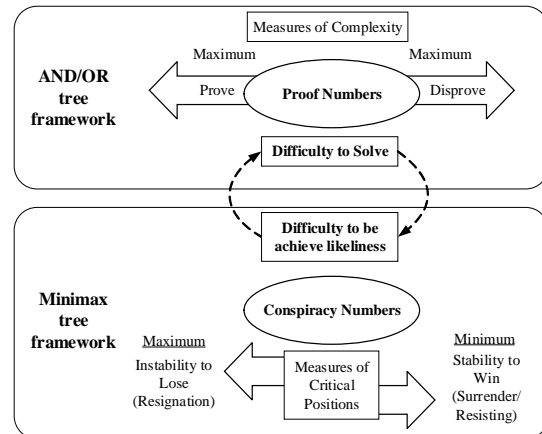 Measures of Complexity
Maximum
Maximum
AND/OR
tree
framework
Prove
Proof Numbers
Disprove
Difficulty to Solve
Difficulty to be
achieve likeliness
Minimax
tree
framework
Conspiracy Numbers
Maximum
Instability to
Lose
(Resignation)
Measures of
Critical
Positions
Minimum
Stability to
Win
(Surrender/
Resisting)